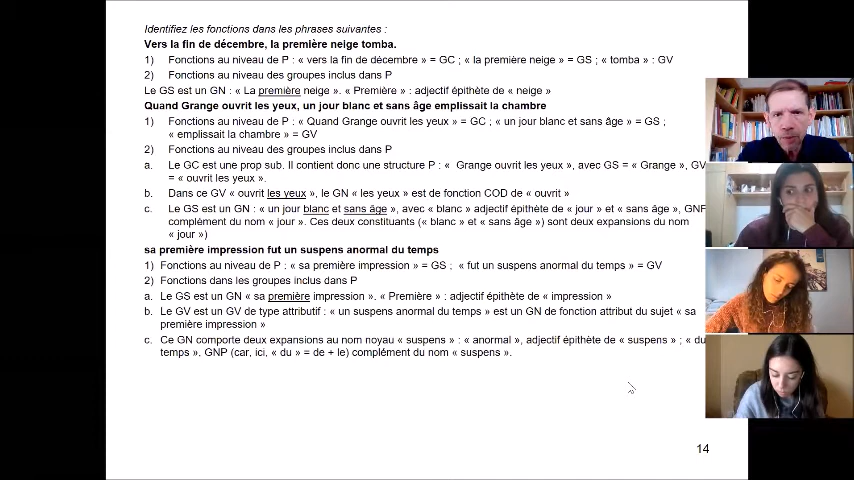 Identifiez les fonctions dans les phrases suivantes :
Vers la fin de décembre, la première neige tomba.
1) Fonctions au niveau de P : « vers la fin de décembre » = GC ; « la première neige » = GS ; « tomba » : GV
2) Fonctions au niveau des groupes inclus dans P
Le GS est un GN : « La première neige ». « Première » : adjectif épithète de « neige »
Quand Grange ouvrit les yeux, un jour blanc et sans âge emplissait la chambre
1) Fonctions au niveau de P : « Quand Grange ouvrit les yeux » = GC ; « un jour blanc et sans âge » = GS ;
« emplissait la chambre » = GV
2) Fonctions au niveau des groupes inclus dans P
a. Le GC est une prop sub. Il contient donc une structure P : « Grange ouvrit les yeux », avec GS = « Grange », GV
= « ouvrit les yeux ».
b. Dans ce GV « ouvrit les yeux », le GN « les yeux » est de fonction COD de « ouvrit »
c. Le GS est un GN : « un jour blanc et sans âge », avec « blanc » adjectif épithète de « jour » et « sans âge », GNP
complément du nom « jour ». Ces deux constituants (« blanc » et « sans âge ») sont deux expansions du nom
« jour »)
sa première impression fut un suspens anormal du temps
1) Fonctions au niveau de P : « sa première impression » = GS ; « fut un suspens anormal du temps » = GV
2) Fonctions dans les groupes inclus dans P
a. Le GS est un GN « sa première impression ». « Première » : adjectif épithète de « impression »
b. Le GV est un GV de type attributif : « un suspens anormal du temps » est un GN de fonction attribut du sujet « sa
première impression »
c. Ce GN comporte deux expansions au nom noyau « suspens » : « anormal », adjectif épithète de « suspens » ; « du
temps ». GNP (car, ici, « du » = de + le) complément du nom « suspens ».
14